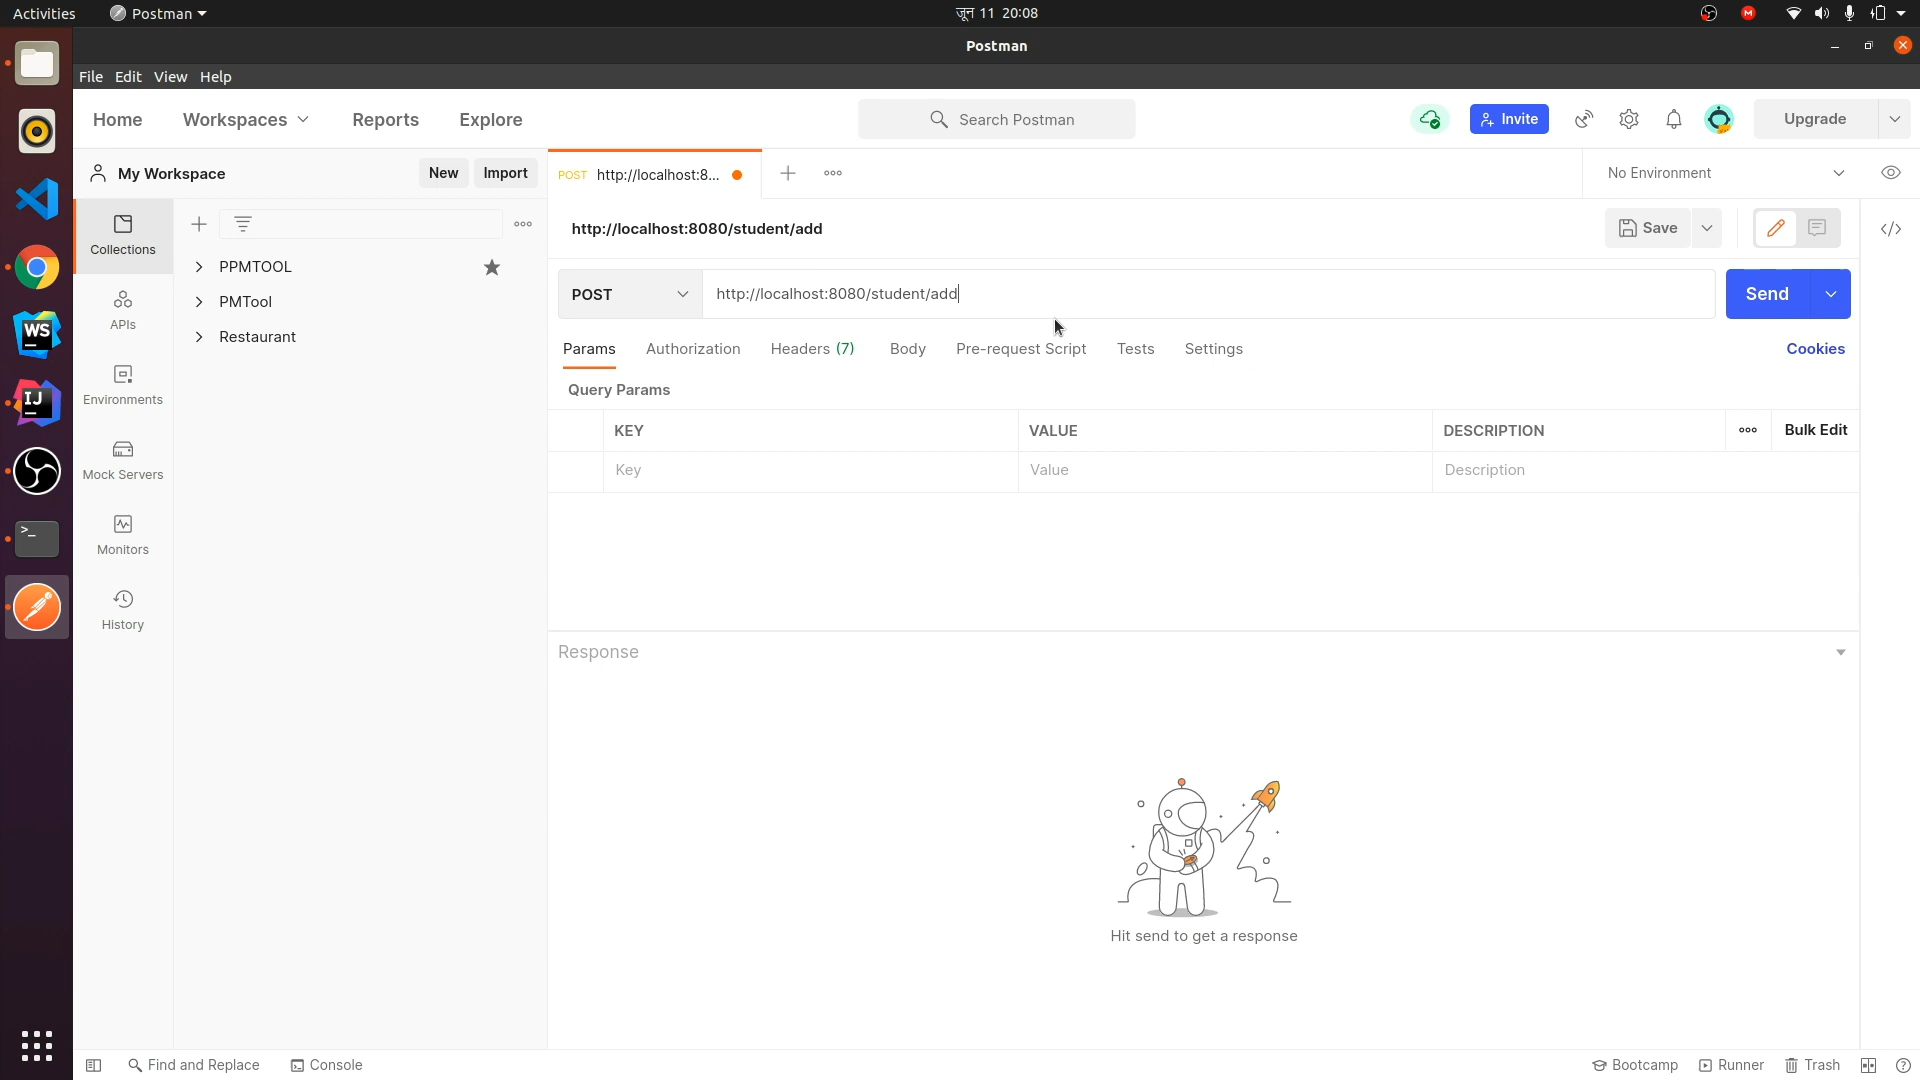 Activities Postman जून 11 20:08
Postman
File Edit View Help
Home Workspaces Reports Explore Search Postman Invite Upgrade
My Workspace New Import POST http://localhost:8... No Environment
Collections
http://localhost:8080/student/add Save
PPMTOOL
PMTool
Restaurant
POST http://localhost:8080/student/add Send
APIs
Params Authorization Headers (7) Body Pre-request Script Tests Settings Cookies
Environments
Query Params
KEY VALUE DESCRIPTION Bulk Edit
Key Value Description
Mock Servers
Monitors
History
WS
IJ
>_
Response
Hit send to get a response
Find and Replace Console Bootcamp Runner Trash